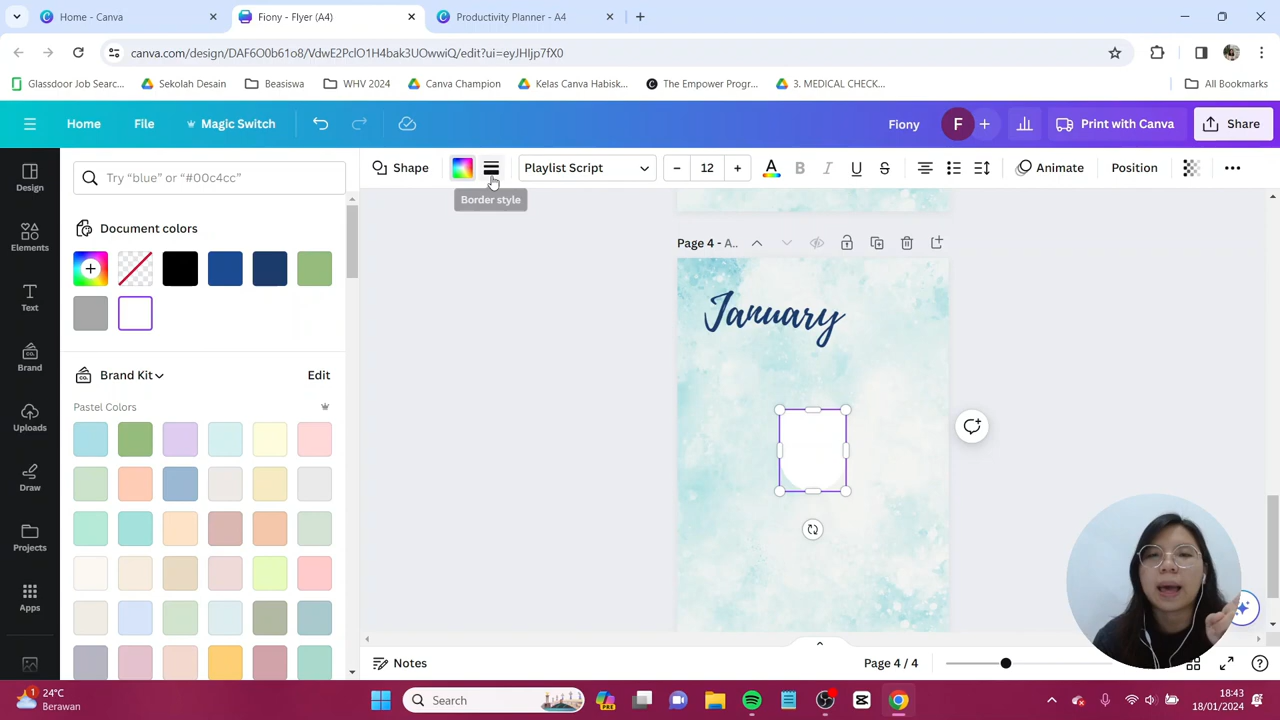 Home - Canva
Fiony - Flyer (A4)
Productivity Planner - A4
canva.com/design/DAF6O0b61o8/VdwE2PclO1H4bak3UOwwiQ/edit?ui=eyJHIjp7fX0
Glassdoor Job Searc...
Sekolah Desain
Beasiswa
WHV 2024
Canva Champion
Kelas Canva Habisk...
The Empower Progr...
3. MEDICAL CHECK...
All Bookmarks
Home
File
Magic Switch
Fiony
F
Print with Canva
Share
Design
Elements
Text
Brand
Uploads
Draw
Projects
Apps
Try “blue” or “#00c4cc”
Shape
Playlist Script
12
Animate
Position
Border style
Document colors
Brand Kit
Edit
Pastel Colors
Page 4 - A..
January
Notes
Page 4 / 4
1
24°C
Berawan
Search
18:43
18/01/2024